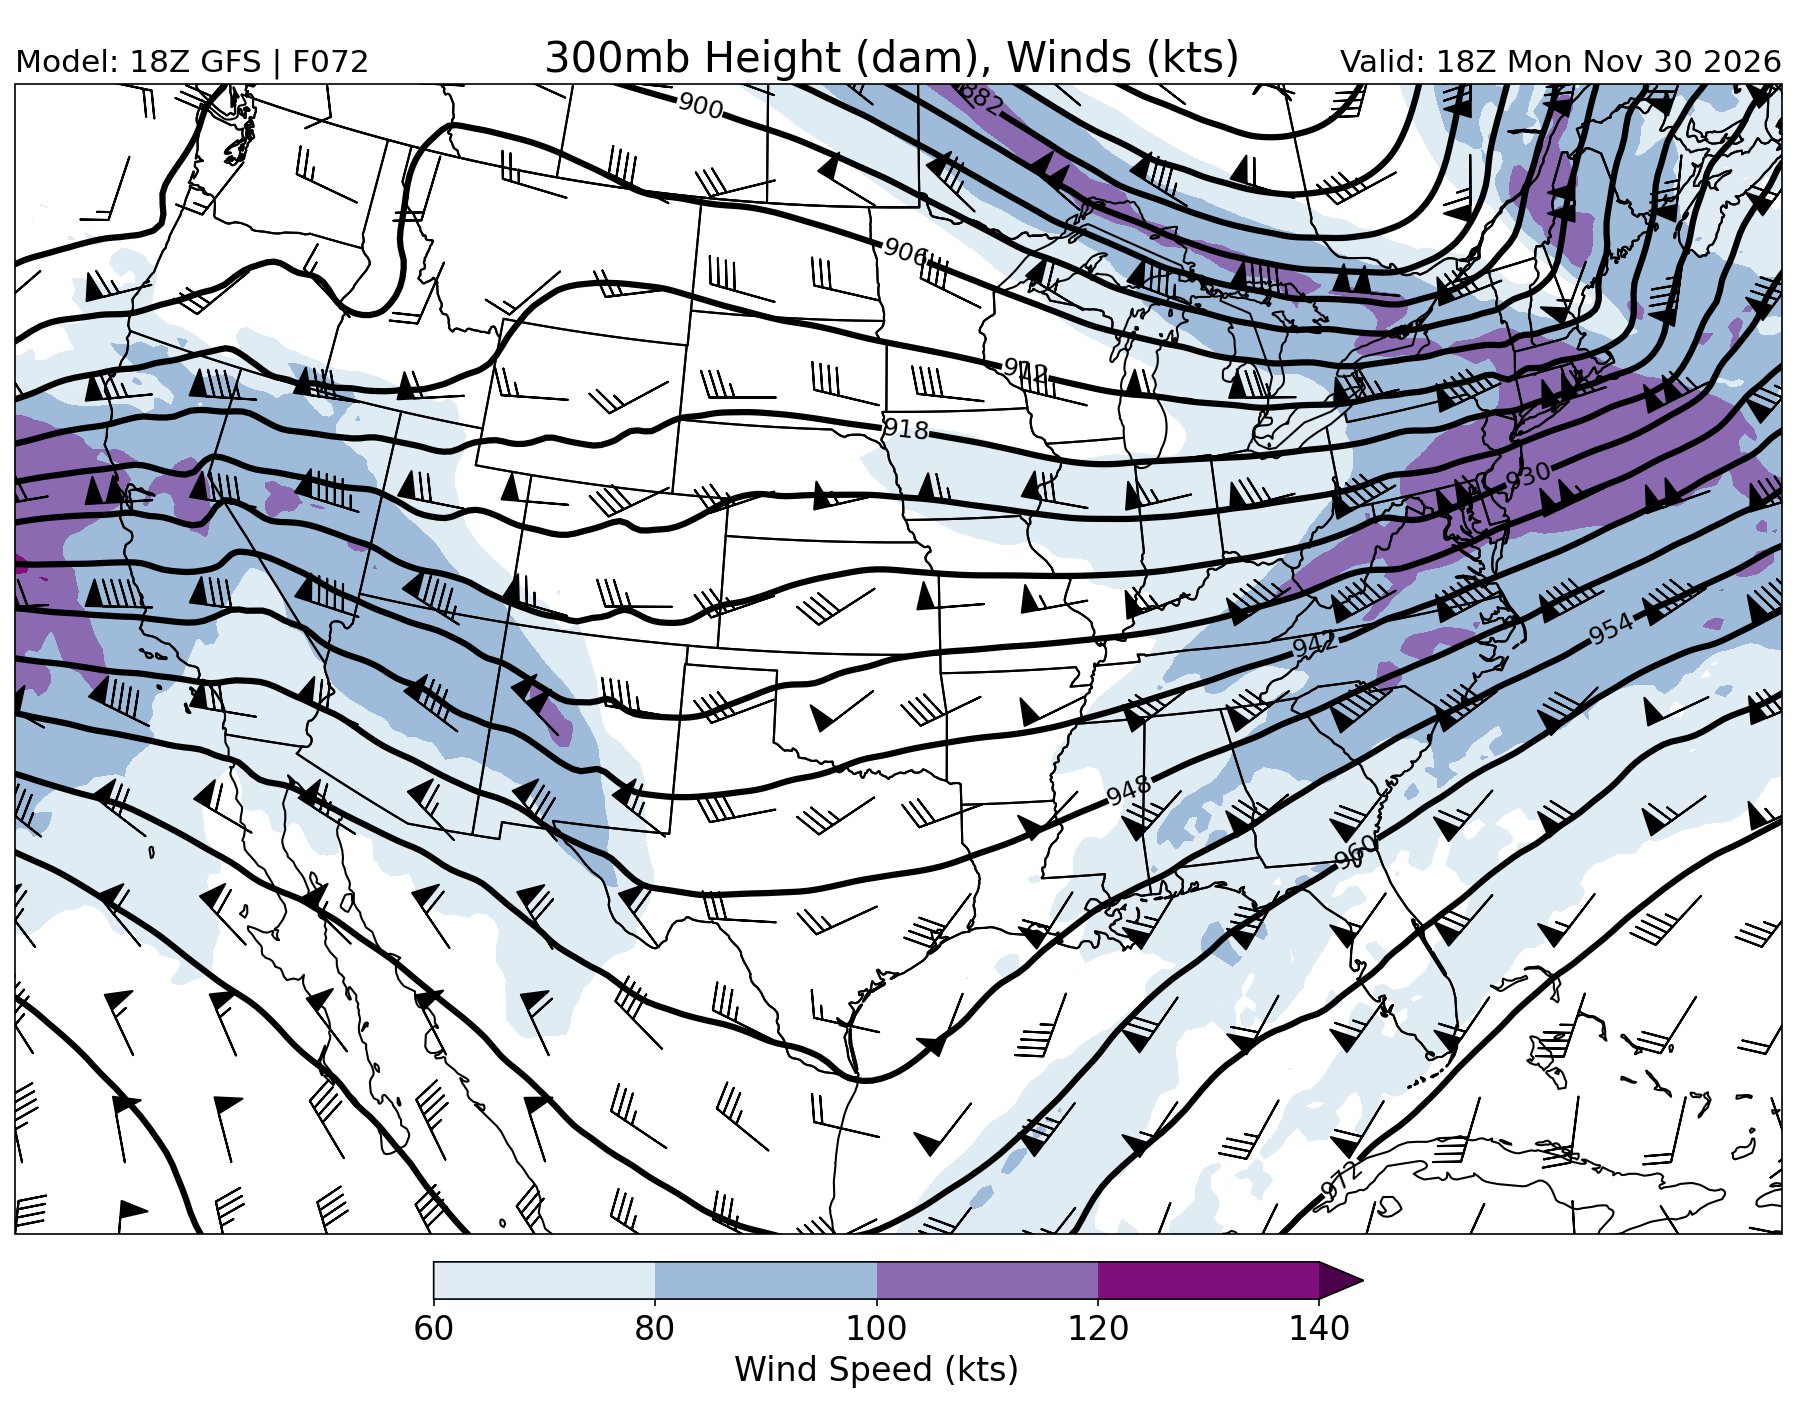 Model: 18Z GFS | F072
300mb Height (dam), Winds (kts)
Valid: 18Z Mon Nov 30 2026
900
882
906
912
918
930
942
954
948
960
972
60 80 100 120 140
Wind Speed (kts)